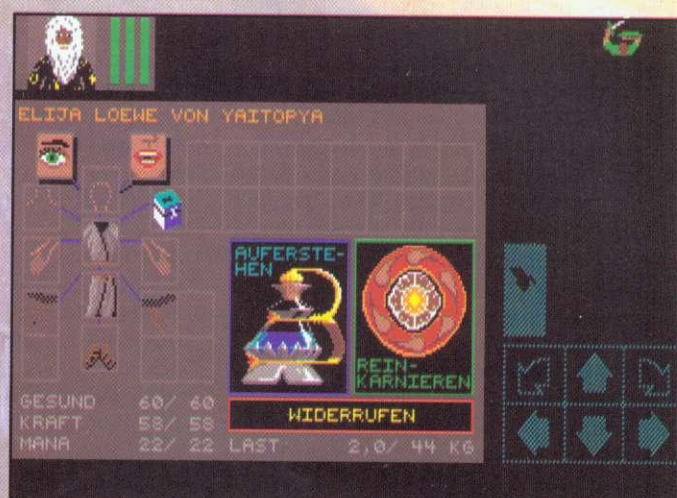 ELIJA LOEWE VON YAITOPYA
AUFERSTE-
HEN
REIN-
KARNIEREN
WIDERRUFEN
GESUND 60/ 60
KRAFT 58/ 58
MANA 22/ 22
LAST 2,0/ 44 KG